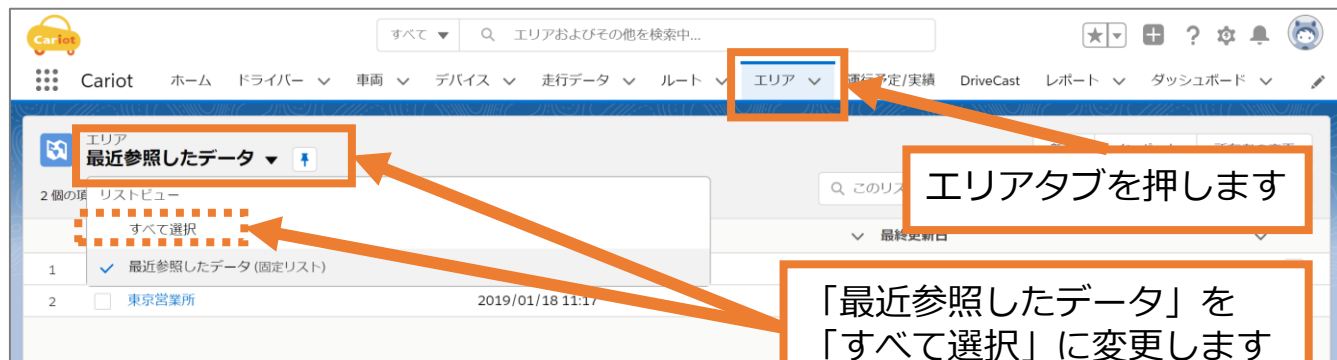 Cariot
すべて ▼ エリアおよびその他を検索中...
Cariot ホーム ドライバー 車両 デバイス 走行データ ルート エリア 運行予定/実績 DriveCast レポート ダッシュボード
エリア
最近参照したデータ ▼
エリアタブを押します
2 個の項
リストビュー
このリス
すべて選択
最終更新日
1 最近参照したデータ (固定リスト)
2 東京営業所 2019/01/18 11:17
「最近参照したデータ」を
「すべて選択」に変更します